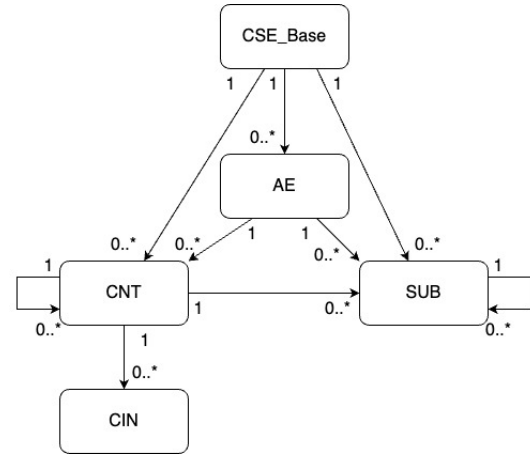 CSE_Base
1 1 1
0..*
AE
0..* 0..* 1 1 0..* 0..*
1 CNT SUB 1
0..* 1 0..* 0..*
1
0..*
CIN